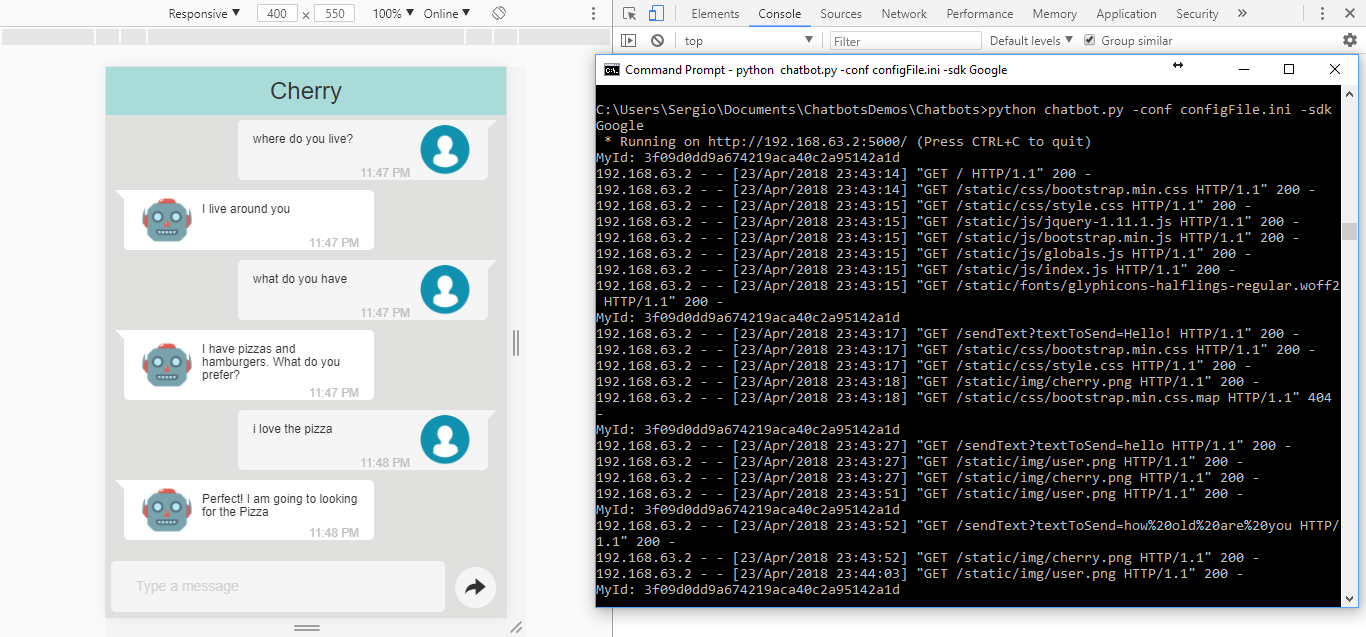 Responsive ▼ 400 × 550 100% ▼ Online ▼
Elements Console Sources Network Performance Memory Application Security »
top ▼ Filter Default levels ▼ Group similar
Cherry
where do you live?
11:47 PM
I live around you
11:47 PM
what do you have
11:47 PM
I have pizzas and
hamburgers. What do you
prefer?
11:47 PM
i love the pizza
11:48 PM
Perfect! I am going to looking
for the Pizza
11:48 PM
Type a message
C:\. Command Prompt - python  chatbot.py -conf configFile.ini -sdk Google
C:\Users\Sergio\Documents\ChatbotsDemos\Chatbots>python chatbot.py -conf configFile.ini -sdk
Google
 * Running on http://192.168.63.2:5000/ (Press CTRL+C to quit)
MyId: 3f09d0dd9a674219aca40c2a95142a1d
192.168.63.2 - - [23/Apr/2018 23:43:14] "GET / HTTP/1.1" 200 -
192.168.63.2 - - [23/Apr/2018 23:43:14] "GET /static/css/bootstrap.min.css HTTP/1.1" 200 -
192.168.63.2 - - [23/Apr/2018 23:43:15] "GET /static/css/style.css HTTP/1.1" 200 -
192.168.63.2 - - [23/Apr/2018 23:43:15] "GET /static/js/jquery-1.11.1.js HTTP/1.1" 200 -
192.168.63.2 - - [23/Apr/2018 23:43:15] "GET /static/js/bootstrap.min.js HTTP/1.1" 200 -
192.168.63.2 - - [23/Apr/2018 23:43:15] "GET /static/js/globals.js HTTP/1.1" 200 -
192.168.63.2 - - [23/Apr/2018 23:43:15] "GET /static/js/index.js HTTP/1.1" 200 -
192.168.63.2 - - [23/Apr/2018 23:43:15] "GET /static/fonts/glyphicons-halflings-regular.woff2
 HTTP/1.1" 200 -
MyId: 3f09d0dd9a674219aca40c2a95142a1d
192.168.63.2 - - [23/Apr/2018 23:43:17] "GET /sendText?textToSend=Hello! HTTP/1.1" 200 -
192.168.63.2 - - [23/Apr/2018 23:43:17] "GET /static/css/bootstrap.min.css HTTP/1.1" 200 -
192.168.63.2 - - [23/Apr/2018 23:43:17] "GET /static/css/style.css HTTP/1.1" 200 -
192.168.63.2 - - [23/Apr/2018 23:43:18] "GET /static/img/cherry.png HTTP/1.1" 200 -
192.168.63.2 - - [23/Apr/2018 23:43:18] "GET /static/css/bootstrap.min.css.map HTTP/1.1" 404
-
MyId: 3f09d0dd9a674219aca40c2a95142a1d
192.168.63.2 - - [23/Apr/2018 23:43:27] "GET /sendText?textToSend=hello HTTP/1.1" 200 -
192.168.63.2 - - [23/Apr/2018 23:43:27] "GET /static/img/user.png HTTP/1.1" 200 -
192.168.63.2 - - [23/Apr/2018 23:43:27] "GET /static/img/cherry.png HTTP/1.1" 200 -
192.168.63.2 - - [23/Apr/2018 23:43:51] "GET /static/img/user.png HTTP/1.1" 200 -
MyId: 3f09d0dd9a674219aca40c2a95142a1d
192.168.63.2 - - [23/Apr/2018 23:43:52] "GET /sendText?textToSend=how%20old%20are%20you HTTP/
1.1" 200 -
192.168.63.2 - - [23/Apr/2018 23:43:52] "GET /static/img/cherry.png HTTP/1.1" 200 -
192.168.63.2 - - [23/Apr/2018 23:44:03] "GET /static/img/user.png HTTP/1.1" 200 -
MyId: 3f09d0dd9a674219aca40c2a95142a1d